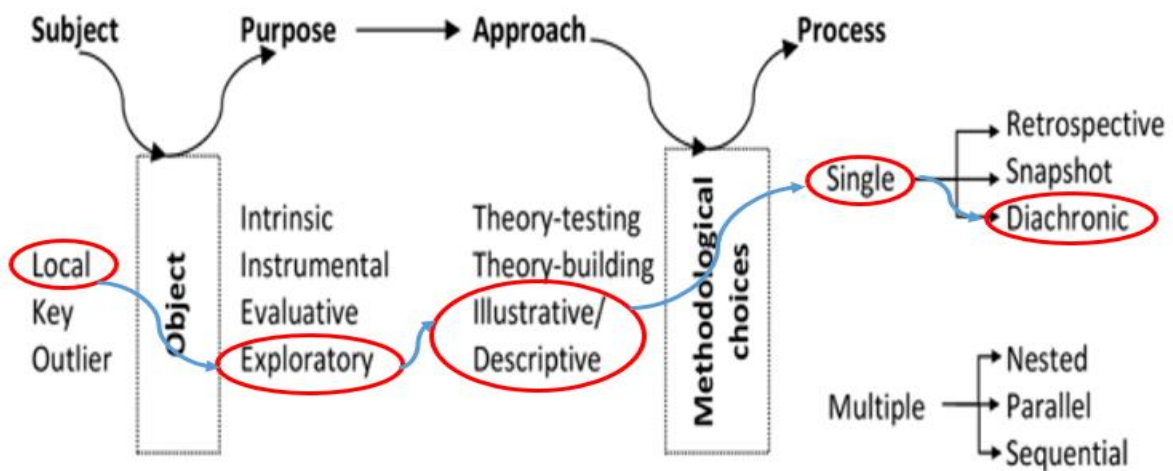 Subject
Purpose
Approach
Process
Local
Key
Outlier
Object
Intrinsic
Instrumental
Evaluative
Exploratory
Theory-testing
Theory-building
Illustrative/
Descriptive
Methodological
choices
Single
Retrospective
Snapshot
Diachronic
Multiple
Nested
Parallel
Sequential